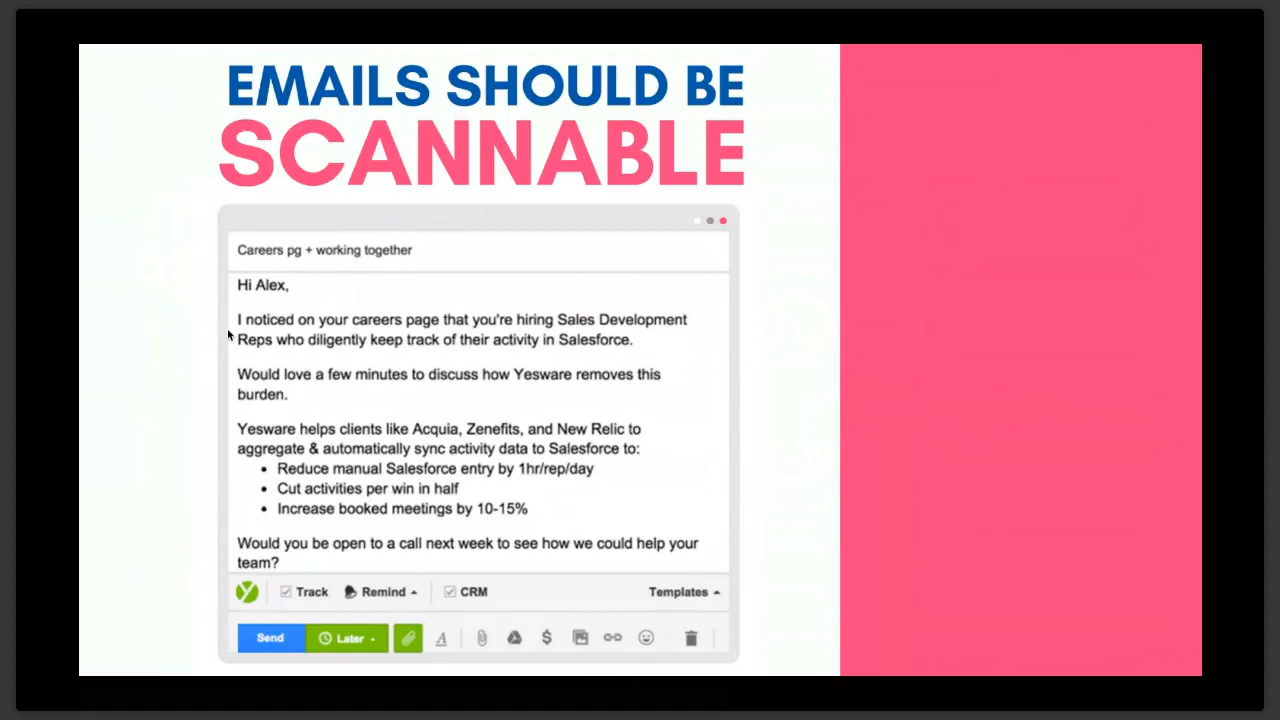 EMAILS SHOULD BE
SCANNABLE
Careers pg + working together
Hi Alex,
I noticed on your careers page that you're hiring Sales Development
Reps who diligently keep track of their activity in Salesforce.
Would love a few minutes to discuss how Yesware removes this
burden.
Yesware helps clients like Acquia, Zenefits, and New Relic to
aggregate & automatically sync activity data to Salesforce to:
• Reduce manual Salesforce entry by 1hr/rep/day
• Cut activities per win in half
• Increase booked meetings by 10-15%
Would you be open to a call next week to see how we could help your
team?
Track Remind CRM Templates
Send Later A $